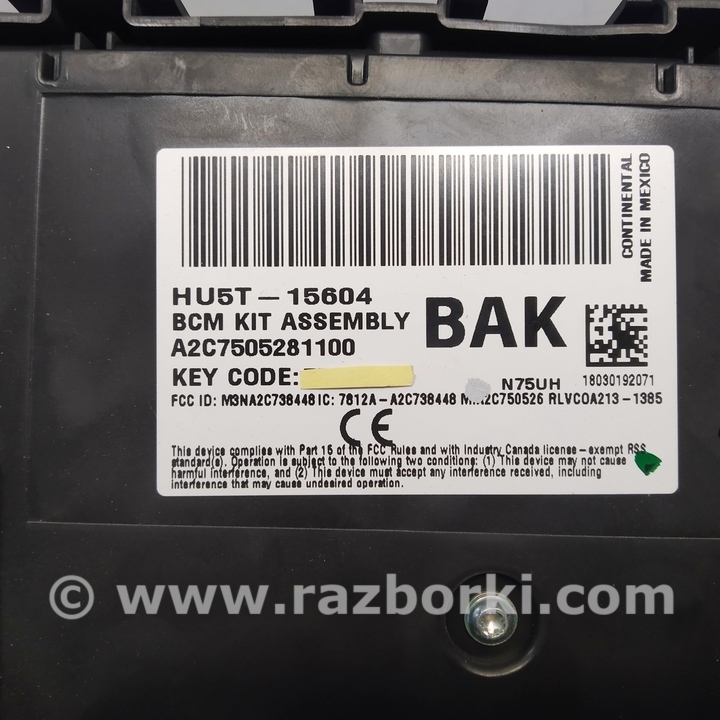 CONTINENTAL
MADE IN MEXICO
HU5T-15604
BCM KIT ASSEMBLY
BAK
A2C7505281100
KEY CODE:
N75UH
18030192071
FCC ID: M3NA2C738448 IC: 7812A-A2C738448 A2C750526 RLVCOA213-1385
CE
This device complies with Part 15 of the FCC Rules and with Industry Canada license-exempt RSS
standard(s). Operation is subject to the following two conditions: (1) This device may not cause
harmful interference, and (2) This device must accept any interference received, including
interference that may cause undesired operation.
© www.razborki.com